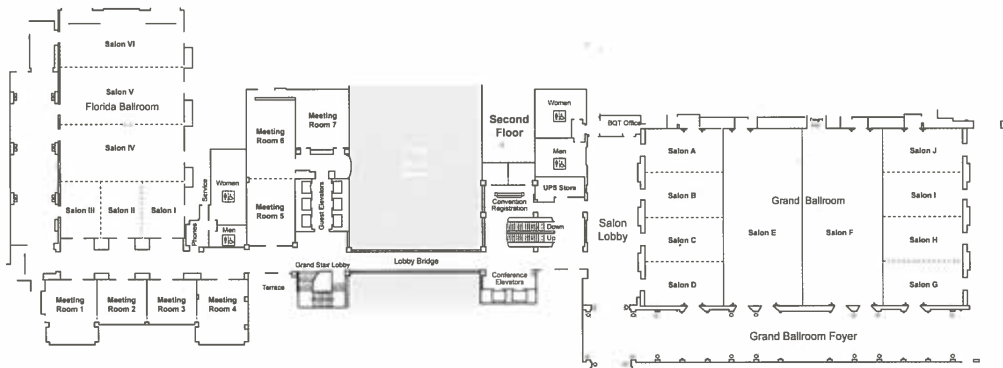 Salon VI
Salon V
Florida Ballroom
Salon IV
Salon III
Salon II
Salon I
Phones
Service
Women
Men
Meeting
Room 6
Meeting
Room 7
Meeting
Room 5
Guest Elevators
Second
Floor
Women
Men
UPS Store
Convention
Registration
Down
Up
Lobby Bridge
Grand Stair Lobby
Terrace
Conference
Elevators
Meeting
Room 1
Meeting
Room 2
Meeting
Room 3
Meeting
Room 4
BQT Office
Salon
Lobby
Salon A
Salon B
Salon C
Salon D
Grand Ballroom
Salon E
Salon F
Salon J
Salon I
Salon H
Salon G
Grand Ballroom Foyer